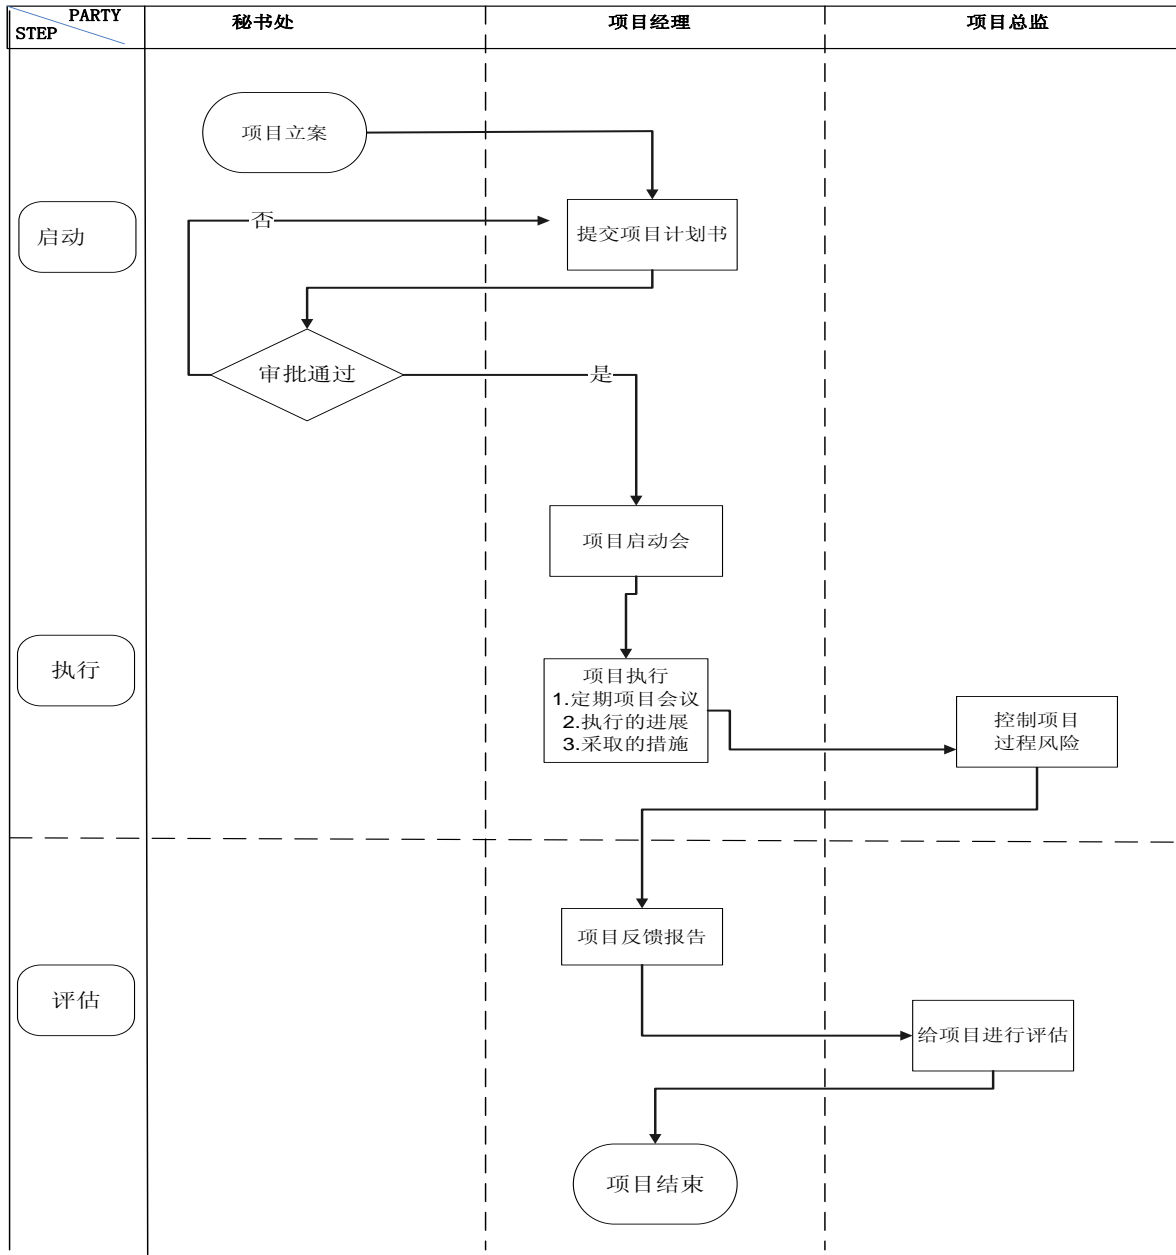 PARTY
STEP
秘书处
项目经理
项目总监
项目立案
启动
否
提交项目计划书
审批通过
是
项目启动会
执行
项目执行
1.定期项目会议
2.执行的进展
3.采取的措施
控制项目
过程风险
项目反馈报告
评估
给项目进行评估
项目结束